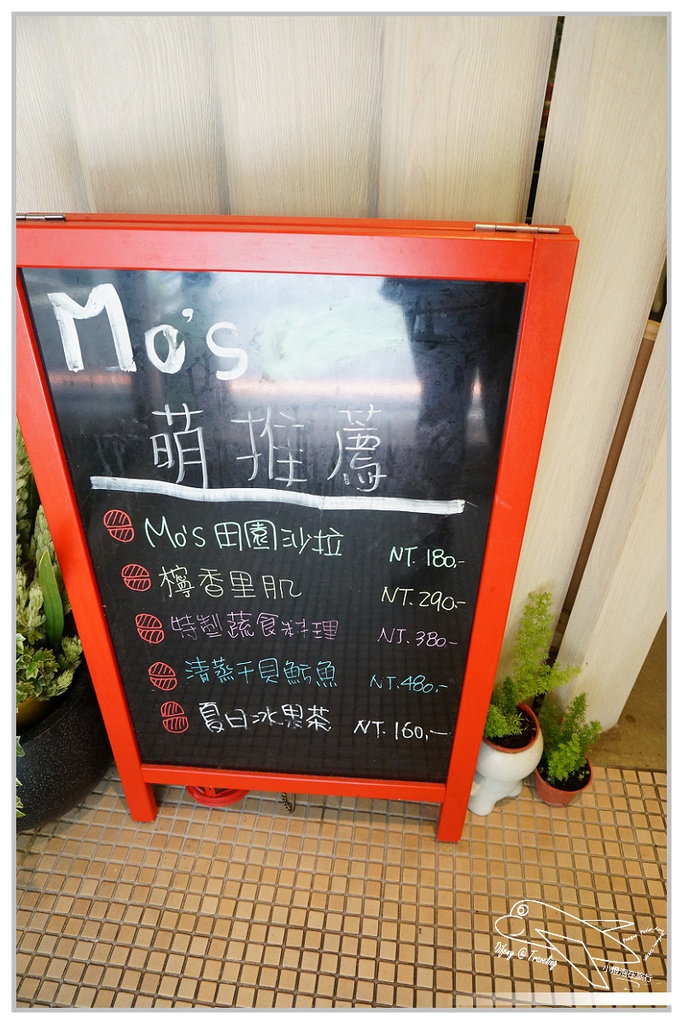 Mo's
萌推薦
Mo's 田園沙拉 NT. 180.-
檸香里肌 NT. 290.-
特製蔬食料理 NT. 380.-
清蒸干貝魴魚 NT. 480.-
夏日冰果茶 NT. 160.-
@ Traveling